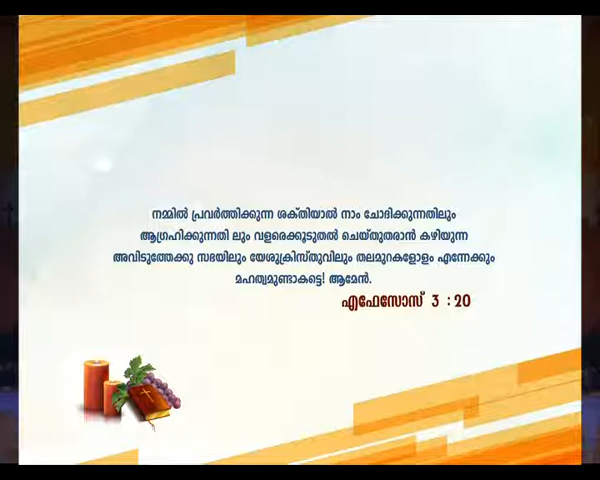 നമ്മിൽ പ്രവർത്തിക്കുന്ന ശക്തിയാൽ നാം ചോദിക്കുന്നതിലും
ആഗ്രഹിക്കുന്നതി ലും വളരെക്കൂടുതൽ ചെയ്തുതരാൻ കഴിയുന്ന
അവിടുത്തേക്കു സഭയിലും യേശുക്രിസ്തുവിലും തലമുറകളോളം എന്നേക്കും
മഹത്വമുണ്ടാകട്ടെ! ആമേൻ.
എഫേസോസ് 3 : 20